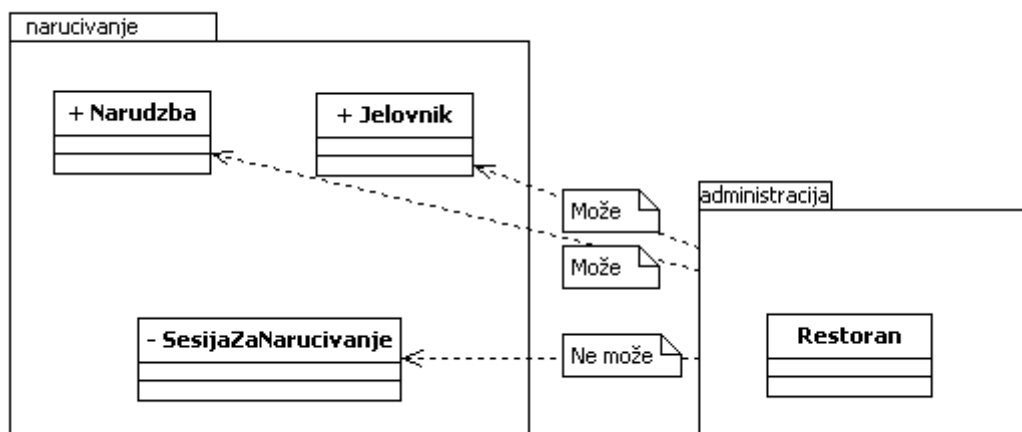 narucivanje
+ Narudzba
+ Jelovnik
Može
administracija
Može
- SesijaZaNarucivanje
Ne može
Restoran